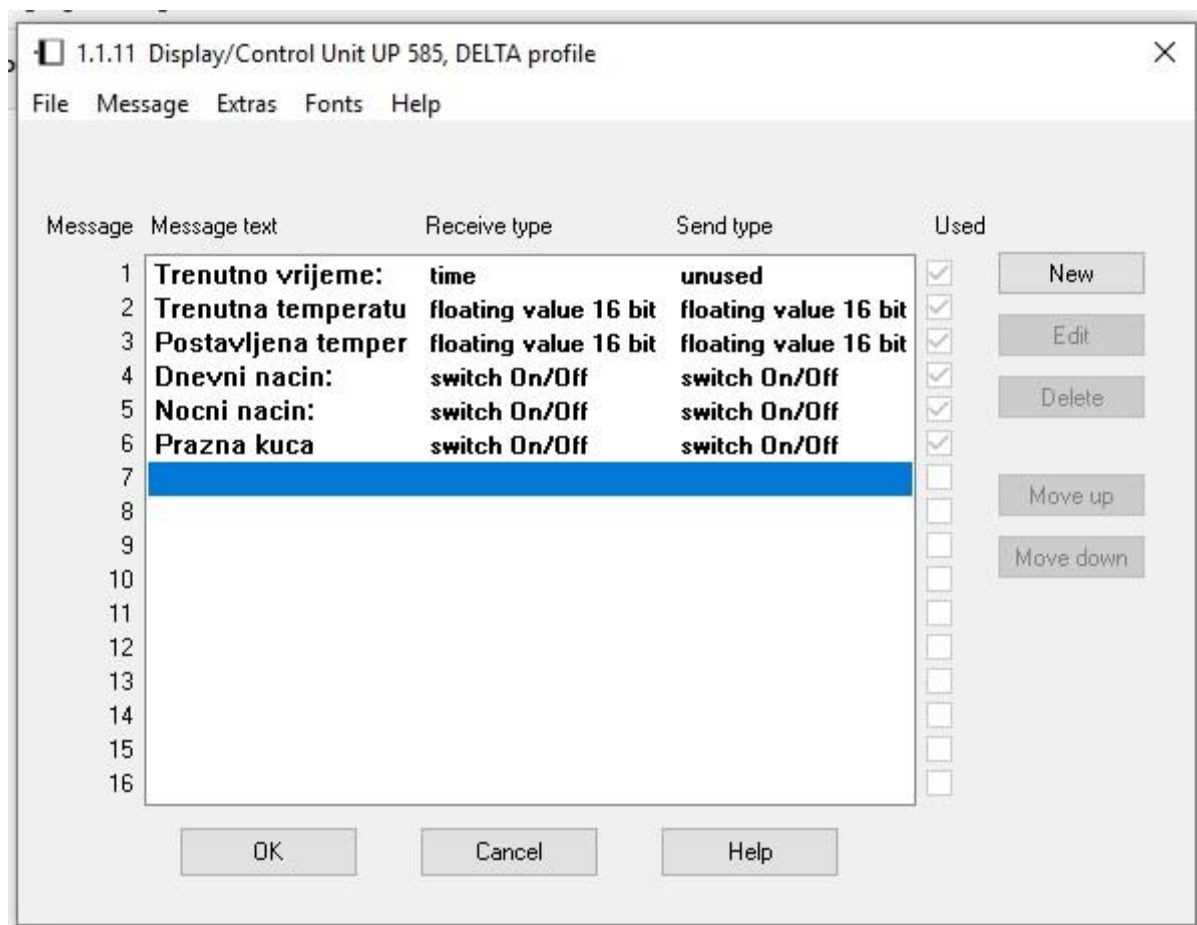 1.1.11 Display/Control Unit UP 585, DELTA profile
File Message Extras Fonts Help
Message Message text Receive type Send type Used
1 Trenutno vrijeme: time unused
New
2 Trenutna temperatu floating value 16 bit floating value 16 bit
3 Postavljena temper floating value 16 bit floating value 16 bit
Edit
4 Dnevni nacin: switch On/Off switch On/Off
5 Nocni nacin: switch On/Off switch On/Off
Delete
6 Prazna kuca switch On/Off switch On/Off
7
8
Move up
9
10
Move down
11
12
13
14
15
16
OK Cancel Help